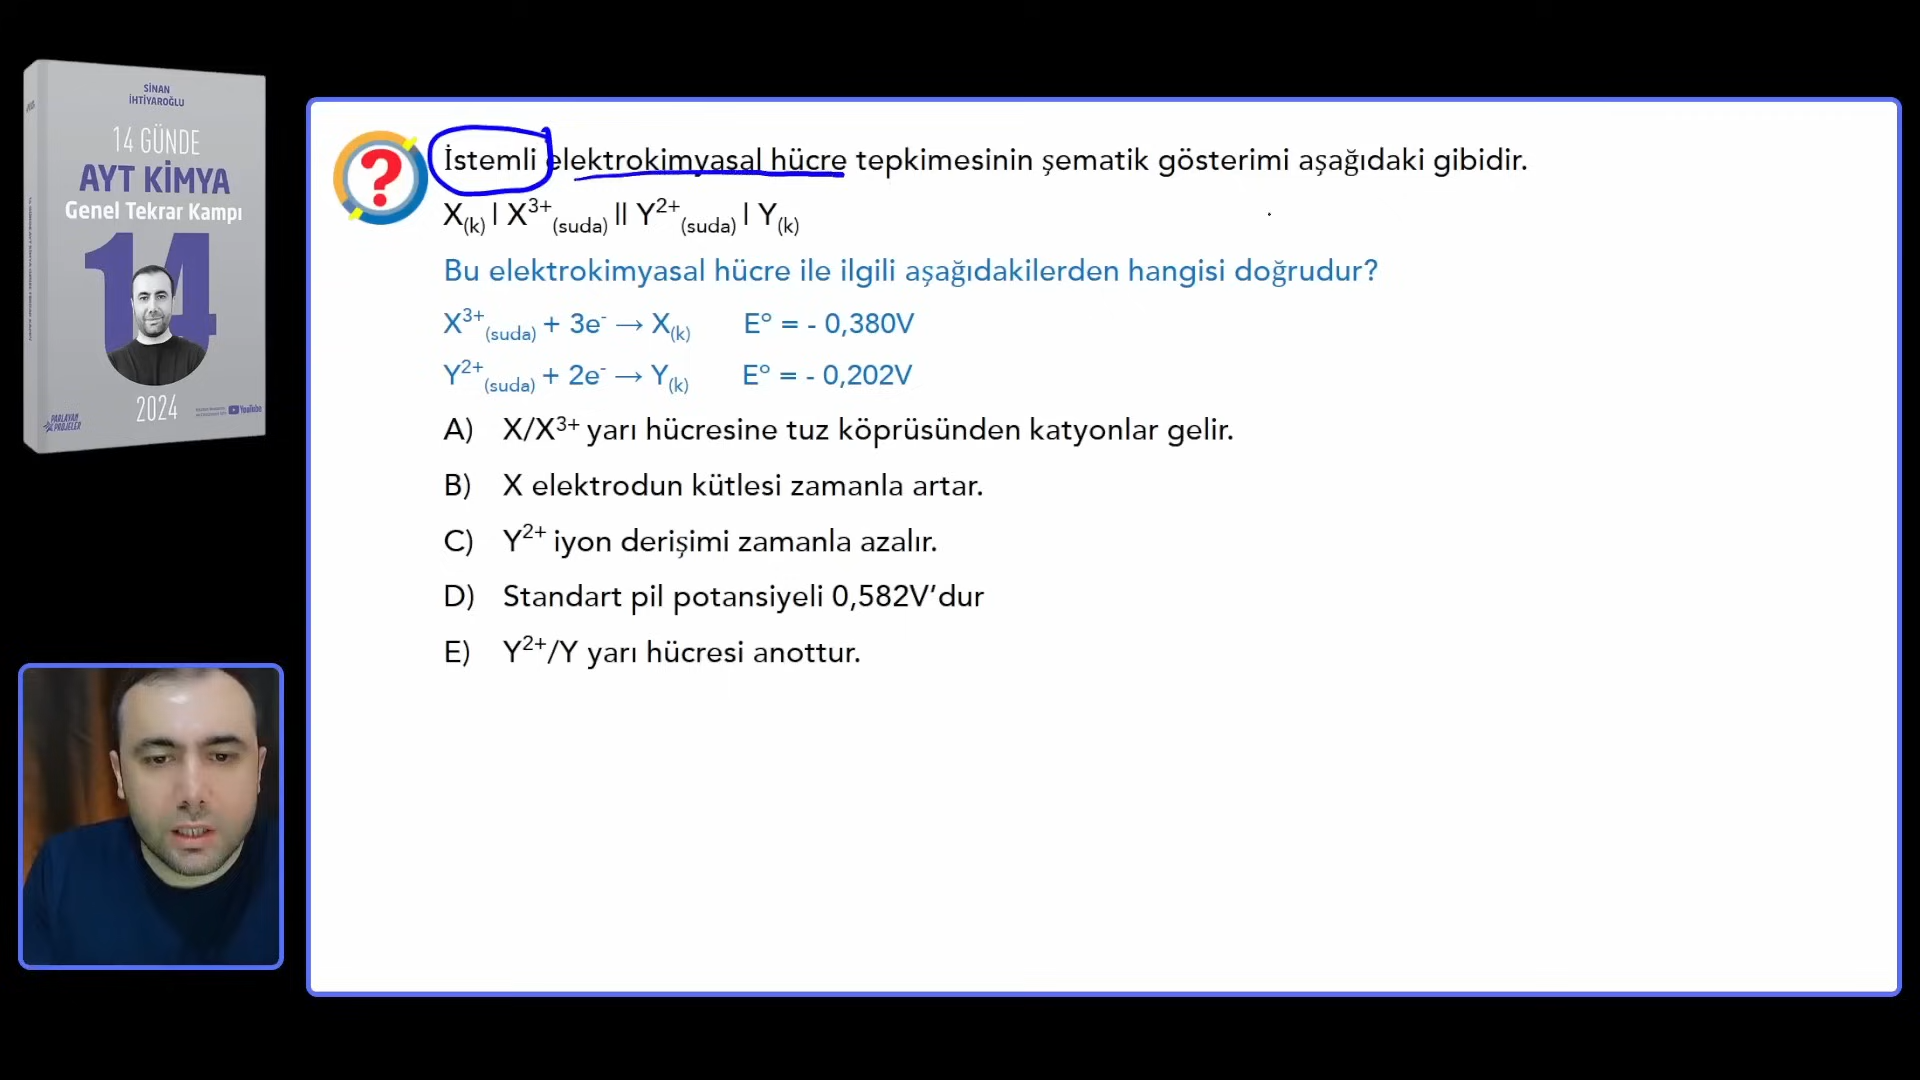 SİNAN
İHTİYAROĞLU
14 GÜNDE
AYT KİMYA
Genel Tekrar Kampı
14
2024
PARLAYAN
PROJELER
YouTube
?
İstemli elektrokimyasal hücre tepkimesinin şematik gösterimi aşağıdaki gibidir.
X(k) | X³⁺(suda) || Y²⁺(suda) | Y(k)
Bu elektrokimyasal hücre ile ilgili aşağıdakilerden hangisi doğrudur?
X³⁺(suda) + 3e⁻ → X(k) E° = - 0,380V
Y²⁺(suda) + 2e⁻ → Y(k) E° = - 0,202V
A) X/X³⁺ yarı hücresine tuz köprüsünden katyonlar gelir.
B) X elektrodun kütlesi zamanla artar.
C) Y²⁺ iyon derişimi zamanla azalır.
D) Standart pil potansiyeli 0,582V’dur
E) Y²⁺/Y yarı hücresi anottur.